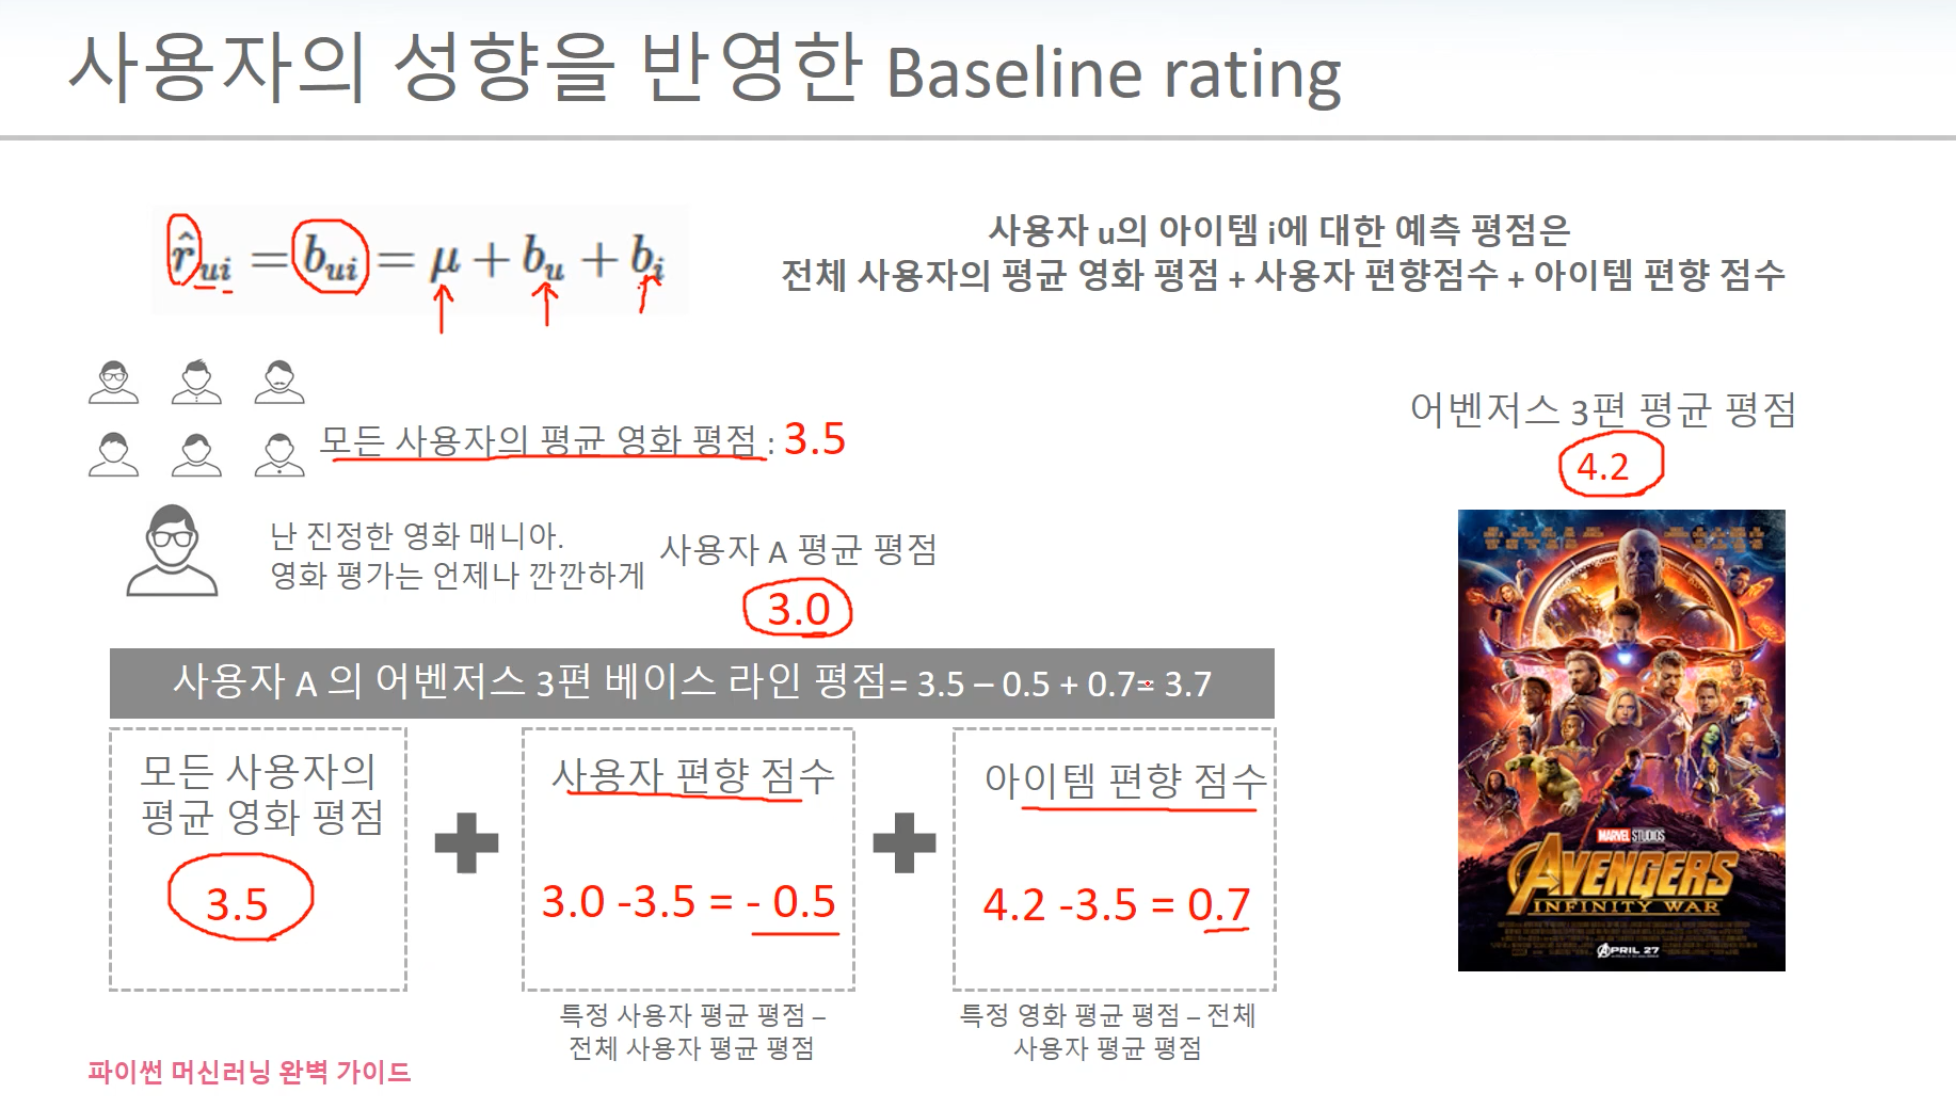 사용자의 성향을 반영한 Baseline rating
r̂ui = bui = μ + bu + bi
사용자 u의 아이템 i에 대한 예측 평점은
전체 사용자의 평균 영화 평점 + 사용자 편향점수 + 아이템 편향 점수
모든 사용자의 평균 영화 평점 : 3.5
난 진정한 영화 매니아.
영화 평가는 언제나 깐깐하게
사용자 A 평균 평점
3.0
어벤저스 3편 평균 평점
4.2
사용자 A 의 어벤저스 3편 베이스 라인 평점= 3.5 – 0.5 + 0.7= 3.7
모든 사용자의
평균 영화 평점
3.5
사용자 편향 점수
3.0 -3.5 = - 0.5
특정 사용자 평균 평점 –
전체 사용자 평균 평점
아이템 편향 점수
4.2 -3.5 = 0.7
특정 영화 평균 평점 – 전체
사용자 평균 평점
MARVEL STUDIOS
AVENGERS
INFINITY WAR
APRIL 27
파이썬 머신러닝 완벽 가이드